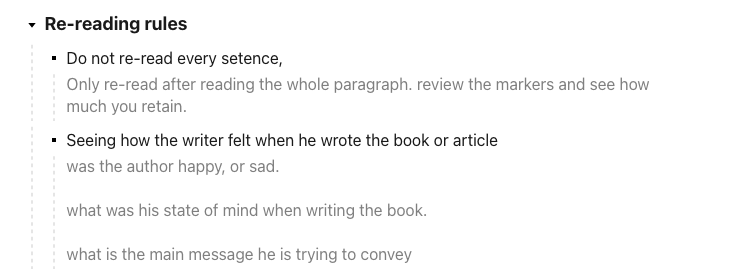 Re-reading rules
Do not re-read every setence,
Only re-read after reading the whole paragraph. review the markers and see how
much you retain.
Seeing how the writer felt when he wrote the book or article
was the author happy, or sad.
what was his state of mind when writing the book.
what is the main message he is trying to convey